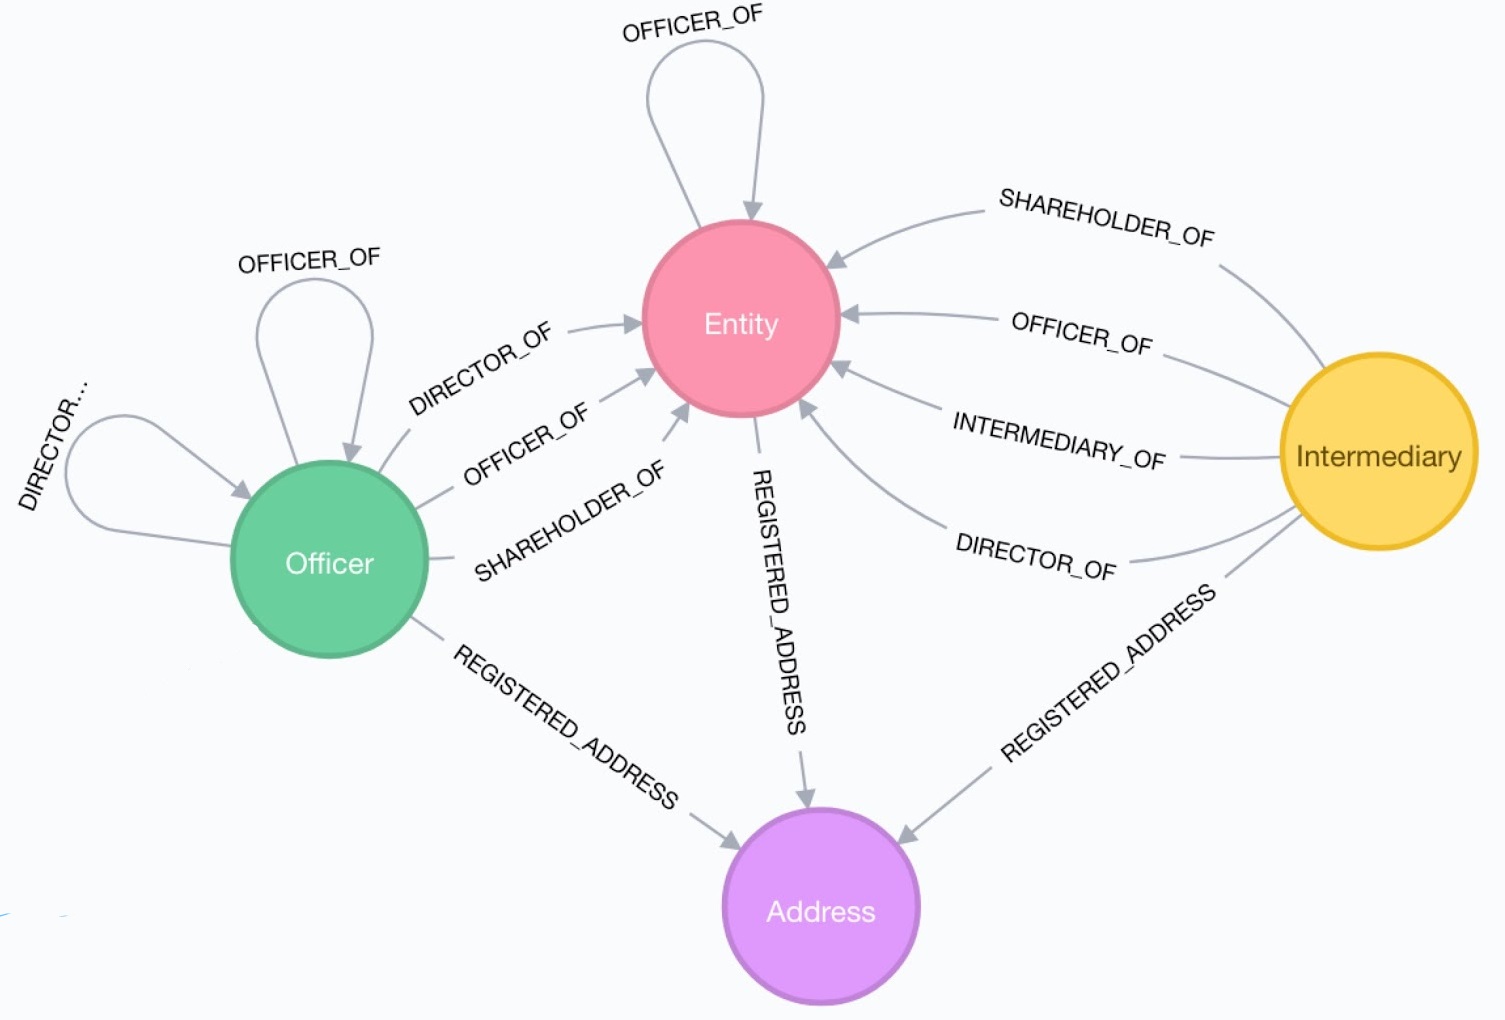 OFFICER_OF
SHAREHOLDER_OF
OFFICER_OF
Entity
OFFICER_OF
DIRECTOR_OF
DIRECTOR...
OFFICER_OF
INTERMEDIARY_OF
Intermediary
SHAREHOLDER_OF
DIRECTOR_OF
Officer
REGISTERED_ADDRESS
REGISTERED_ADDRESS
REGISTERED_ADDRESS
Address